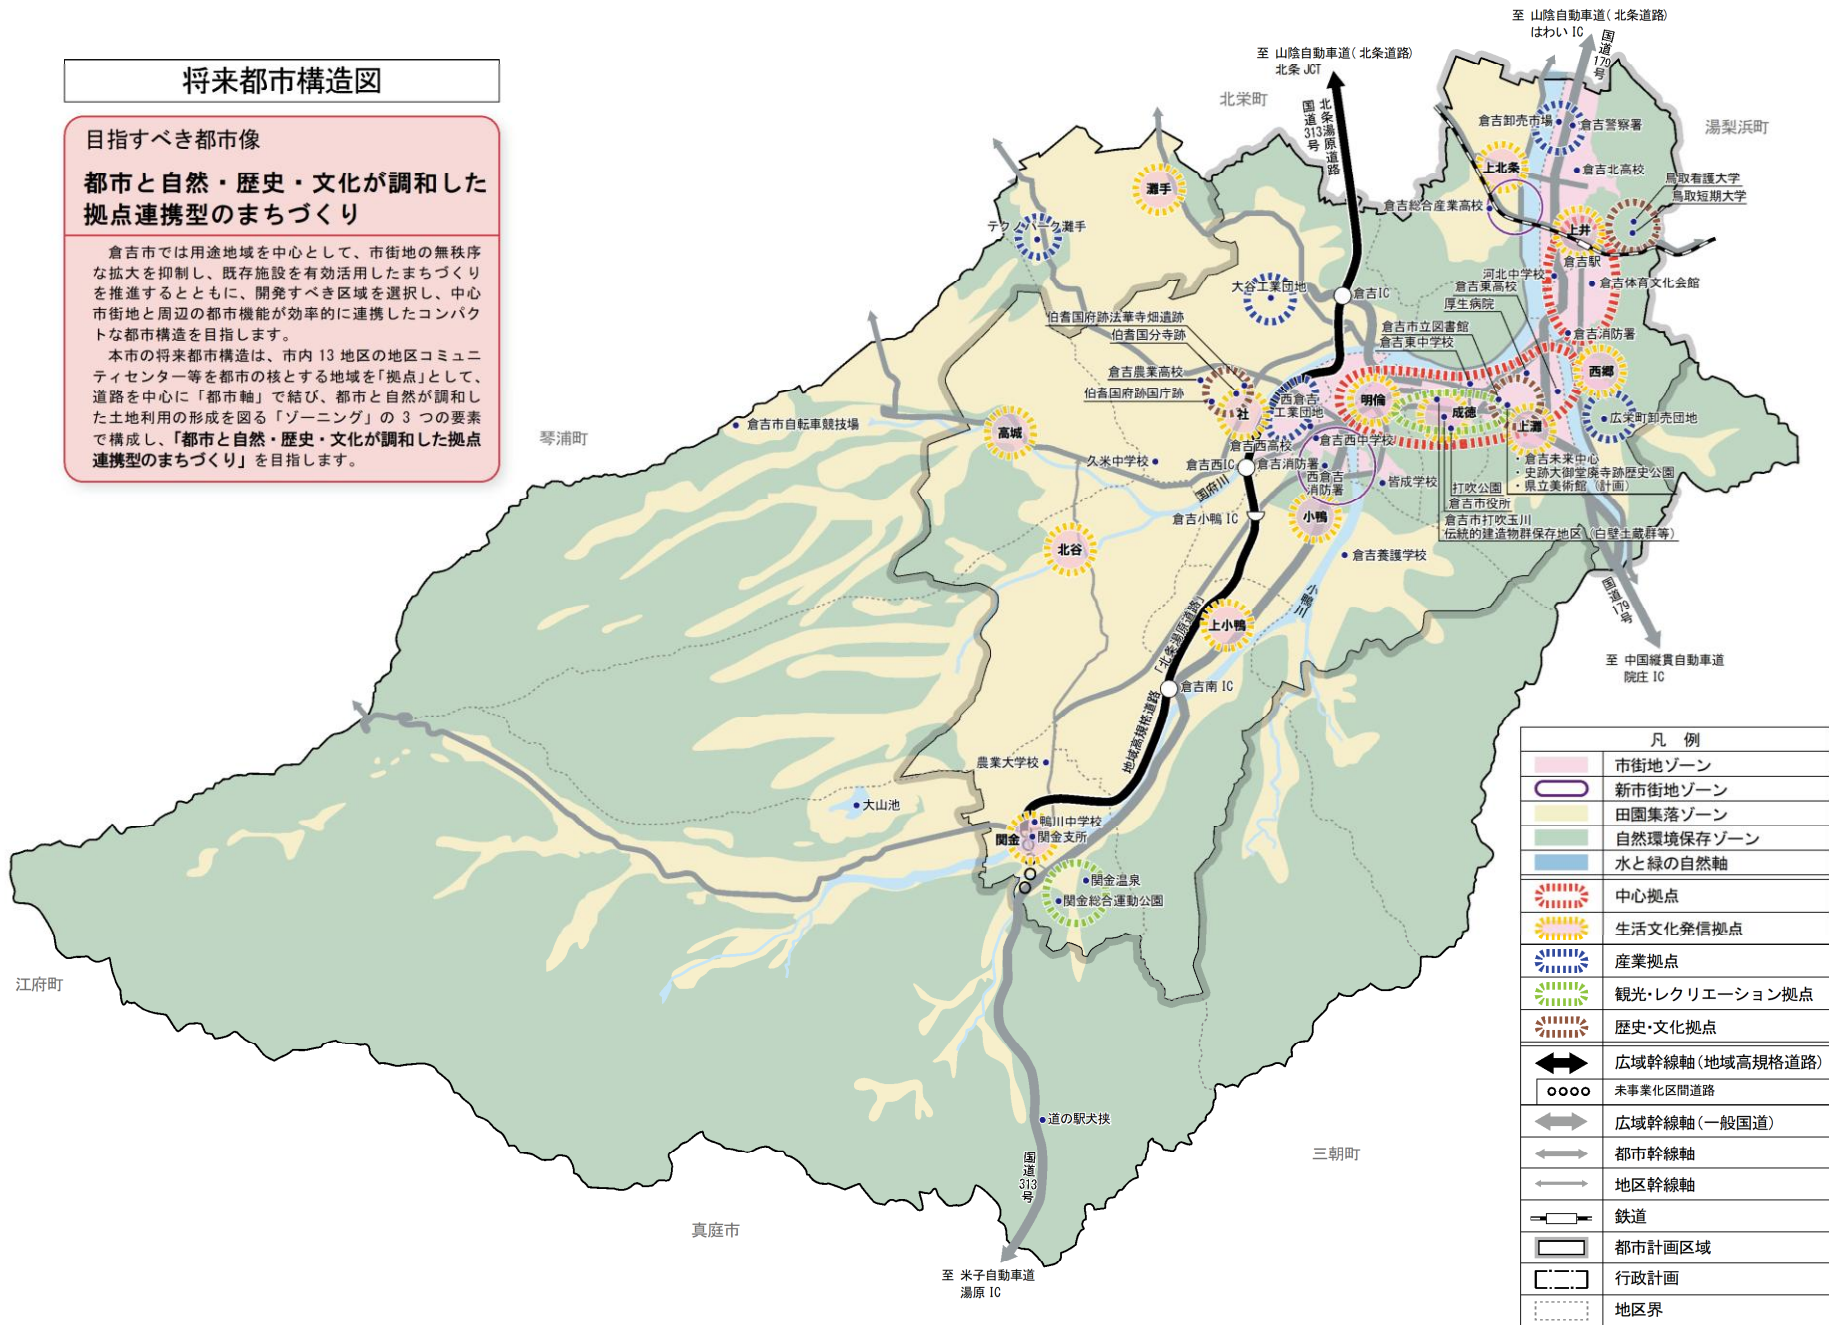 将来都市構造図
目指すべき都市像
都市と自然・歴史・文化が調和した
拠点連携型のまちづくり
倉吉市では用途地域を中心として、市街地の無秩序
な拡大を抑制し、既存施設を有効活用したまちづくり
を推進するとともに、開発すべき区域を選択し、中心
市街地と周辺の都市機能が効率的に連携したコンパク
トな都市構造を目指します。
本市の将来都市構造は、市内 13 地区の地区コミュニ
ティセンター等を都市の核とする地域を「拠点」として、
道路を中心に「都市軸」で結び、都市と自然が調和し
た土地利用の形成を図る「ゾーニング」の 3 つの要素
で構成し、「都市と自然・歴史・文化が調和した拠点
連携型のまちづくり」を目指します。
至 山陰自動車道(北条道路)
はわい IC
国道179号
至 山陰自動車道(北条道路)
北条 JCT
北条湯原道路
国道313号
北栄町
湯梨浜町
倉吉卸売市場
倉吉警察署
上北条
倉吉北高校
鳥取看護大学
鳥取短期大学
灘手
倉吉総合産業高校
上井
テクノパーク灘手
倉吉駅
河北中学校
倉吉体育文化会館
倉吉東高校
大谷工業団地
倉吉IC
厚生病院
伯耆国府跡法華寺畑遺跡
倉吉市立図書館
倉吉消防署
伯耆国分寺跡
倉吉東中学校
倉吉農業高校
西郷
伯耆国府跡国庁跡
西倉吉
工業団地
明倫
社
成徳
上灘
広栄町卸売団地
倉吉市自転車競技場
高城
琴浦町
倉吉西高校
倉吉西中学校
久米中学校
倉吉西IC
倉吉消防署
西倉吉
消防署
・倉吉未来中心
・史跡大御堂廃寺跡歴史公園
・県立美術館（計画）
国府川
皆成学校
打吹公園
倉吉市役所
倉吉小鴨 IC
小鴨
倉吉市打吹玉川
伝統的建造物群保存地区（白壁土蔵群等）
北谷
倉吉養護学校
小鴨川
国道179号
上小鴨
「北条湯原道路」
地域高規格道路
至 中国縦貫自動車道
院庄 IC
倉吉南 IC
農業大学校
大山池
鴨川中学校
関金
関金支所
関金温泉
関金総合運動公園
江府町
道の駅犬挟
三朝町
国道313号
真庭市
至 米子自動車道
湯原 IC
凡 例
市街地ゾーン
新市街地ゾーン
田園集落ゾーン
自然環境保存ゾーン
水と緑の自然軸
中心拠点
生活文化発信拠点
産業拠点
観光・レクリエーション拠点
歴史・文化拠点
広域幹線軸(地域高規格道路)
未事業化区間道路
広域幹線軸(一般国道)
都市幹線軸
地区幹線軸
鉄道
都市計画区域
行政計画
地区界